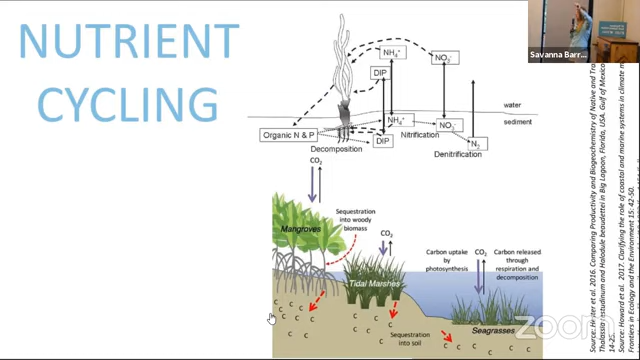 NUTRIENT
CYCLING
NH₄⁺
DIP
NO₃⁻
water
sediment
Organic N & P
NH₄⁺
DIP
NO₃⁻
N₂
Nitrification
Decomposition
Denitrification
CO₂
Sequestration
into woody
biomass
Mangroves
CO₂
Tidal Marshes
Carbon uptake
by
photosynthesis
CO₂
Carbon released
through
respiration and
decomposition
Seagrasses
Sequestration
into soil
C C C C C
Savanna Barr...
zoom
et al. 2016. Comparing Productivity and Biogeochemistry of Native and
Thalassia testudinum and Halodule beaudettei in Big Lagoon, Florida, USA. Gulf of Mexico
Source: Howard et al. 2017. Clarifying the role of coastal and marine systems in climate
Frontiers in Ecology and the Environment 15: 42-50.